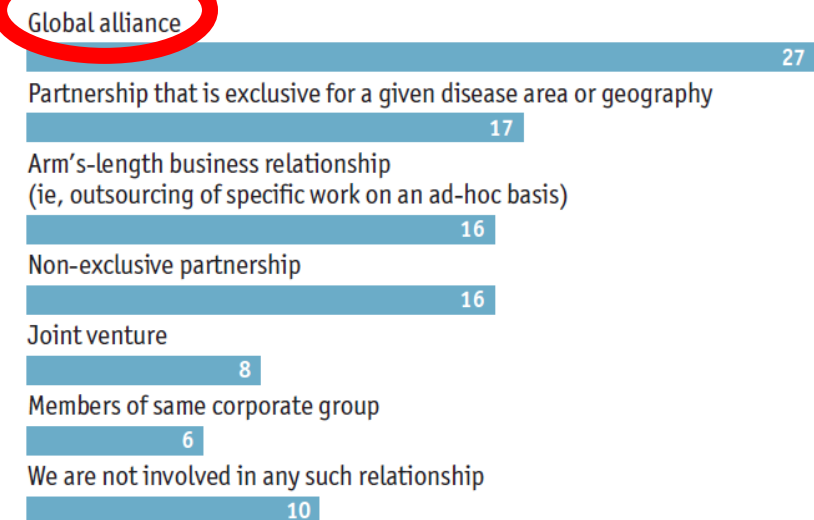 Global alliance
27
Partnership that is exclusive for a given disease area or geography
17
Arm's-length business relationship
(ie, outsourcing of specific work on an ad-hoc basis)
16
Non-exclusive partnership
16
Joint venture
8
Members of same corporate group
6
We are not involved in any such relationship
10